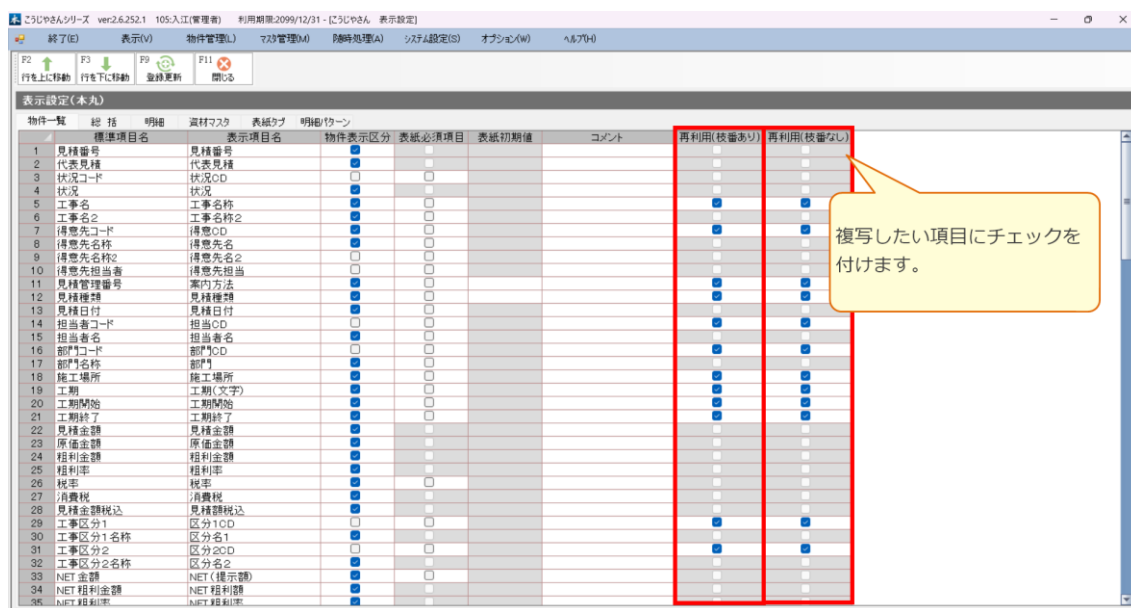 こうじやさんシリーズ ver:2.6.252.1 105:入江(管理者) 利用期限:2099/12/31 - [こうじやさん 表示設定]
終了(E) 表示(V) 物件管理(L) マスタ管理(M) 随時処理(A) システム設定(S) オプション(W) ヘルプ(H)
F2 F3 F9 F11
行を上に移動 行を下に移動 登録更新 閉じる
表示設定(本丸)
物件一覧 総 括 明細 資材マスタ 表紙タブ 明細パターン
標準項目名 表示項目名 物件表示区分 表紙必須項目 表紙初期値 コメント 再利用(枝番あり) 再利用(枝番なし)
1 見積番号 見積番号
2 代表見積 代表見積
3 状況コード 状況CD
4 状況 状況
5 工事名 工事名称
6 工事名2 工事名称2
7 得意先コード 得意CD
8 得意先名称 得意先名
9 得意先名称2 得意先名2
10 得意先担当者 得意先担当
11 見積管理番号 案内方法
12 見積種類 見積種類
13 見積日付 見積日付
14 担当者コード 担当CD
15 担当者名 担当者名
16 部門コード 部門CD
17 部門名称 部門
18 施工場所 施工場所
19 工期 工期(文字)
20 工期開始 工期開始
21 工期終了 工期終了
22 見積金額 見積金額
23 原価金額 原価金額
24 粗利金額 粗利金額
25 粗利率 粗利率
26 税率 税率
27 消費税 消費税
28 見積金額税込 見積額税込
29 工事区分1 区分1CD
30 工事区分1名称 区分名1
31 工事区分2 区分2CD
32 工事区分2名称 区分名2
33 NET金額 NET(提示額)
34 NET粗利金額 NET粗利額
35 NET粗利率 NET粗利率
複写したい項目にチェックを
付けます。